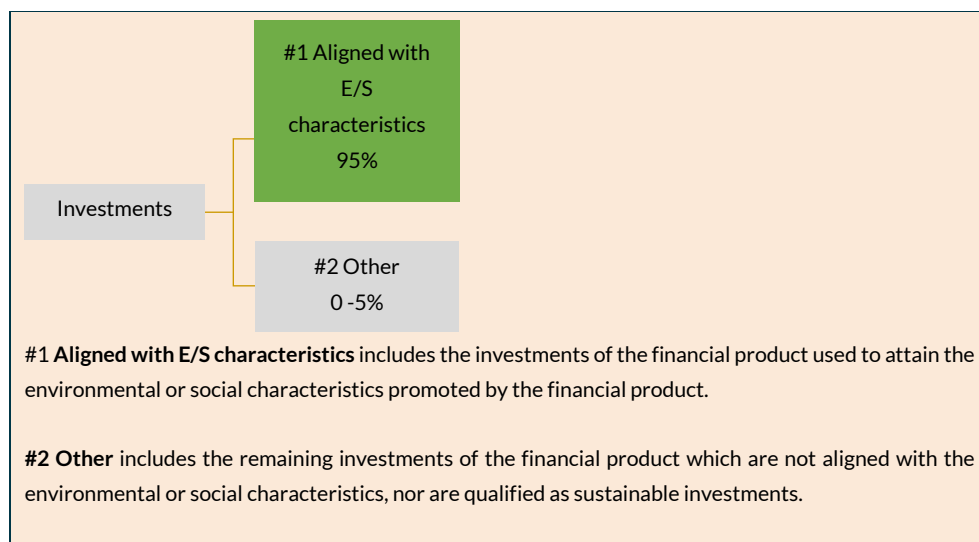 #1 Aligned with
E/S
characteristics
95%
Investments
#2 Other
0 -5%
#1 Aligned with E/S characteristics includes the investments of the financial product used to attain the
environmental or social characteristics promoted by the financial product.
#2 Other includes the remaining investments of the financial product which are not aligned with the
environmental or social characteristics, nor are qualified as sustainable investments.